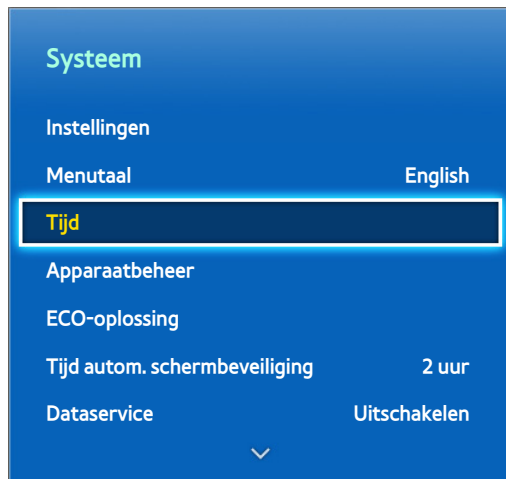 Systeem
Instellingen
Menutaal English
Tijd
Apparaatbeheer
ECO-oplossing
Tijd autom. schermbeveiliging 2 uur
Dataservice Uitschakelen